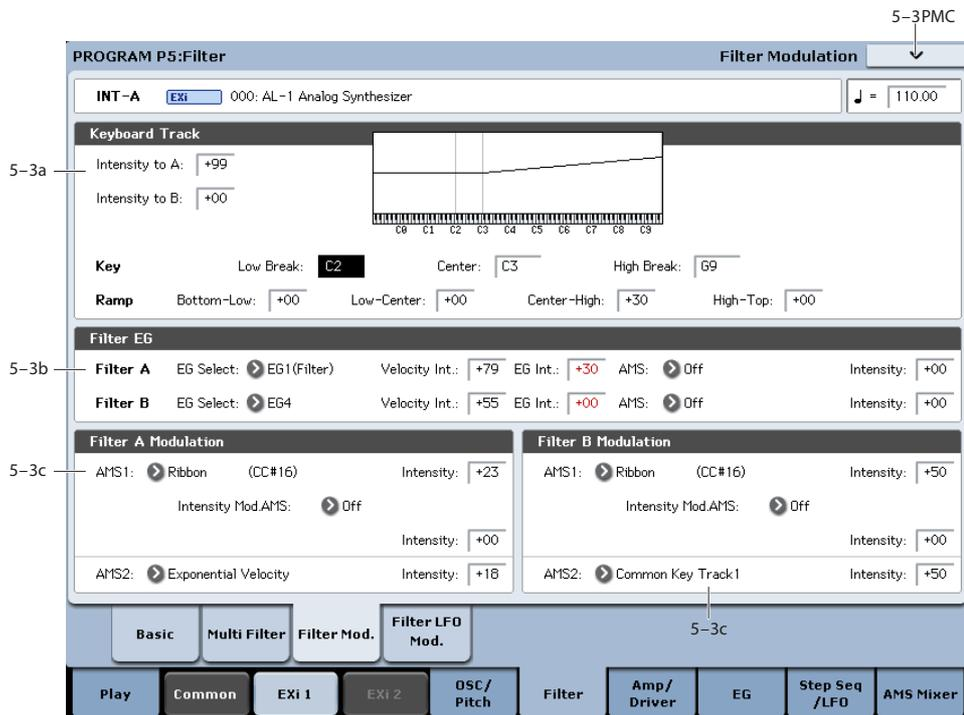 5–3PMC
PROGRAM P5:Filter Filter Modulation
INT-A EXi 000: AL-1 Analog Synthesizer ♩ = 110.00
Keyboard Track
5–3a Intensity to A: +99
Intensity to B: +00
C0 C1 C2 C3 C4 C5 C6 C7 C8 C9
Key Low Break: C2 Center: C3 High Break: G9
Ramp Bottom-Low: +00 Low-Center: +00 Center-High: +30 High-Top: +00
Filter EG
5–3b Filter A EG Select: EG1(Filter) Velocity Int.: +79 EG Int.: +30 AMS: Off Intensity: +00
Filter B EG Select: EG4 Velocity Int.: +55 EG Int.: +00 AMS: Off Intensity: +00
Filter A Modulation Filter B Modulation
5–3c AMS1: Ribbon (CC#16) Intensity: +23 AMS1: Ribbon (CC#16) Intensity: +50
Intensity Mod.AMS: Off Intensity Mod.AMS: Off
Intensity: +00 Intensity: +00
AMS2: Exponential Velocity Intensity: +18 AMS2: Common Key Track1 Intensity: +50
5–3c
Basic Multi Filter Filter Mod. Filter LFO Mod.
Play Common EXi 1 EXi 2 OSC/ Pitch Filter Amp/ Driver EG Step Seq /LFO AMS Mixer